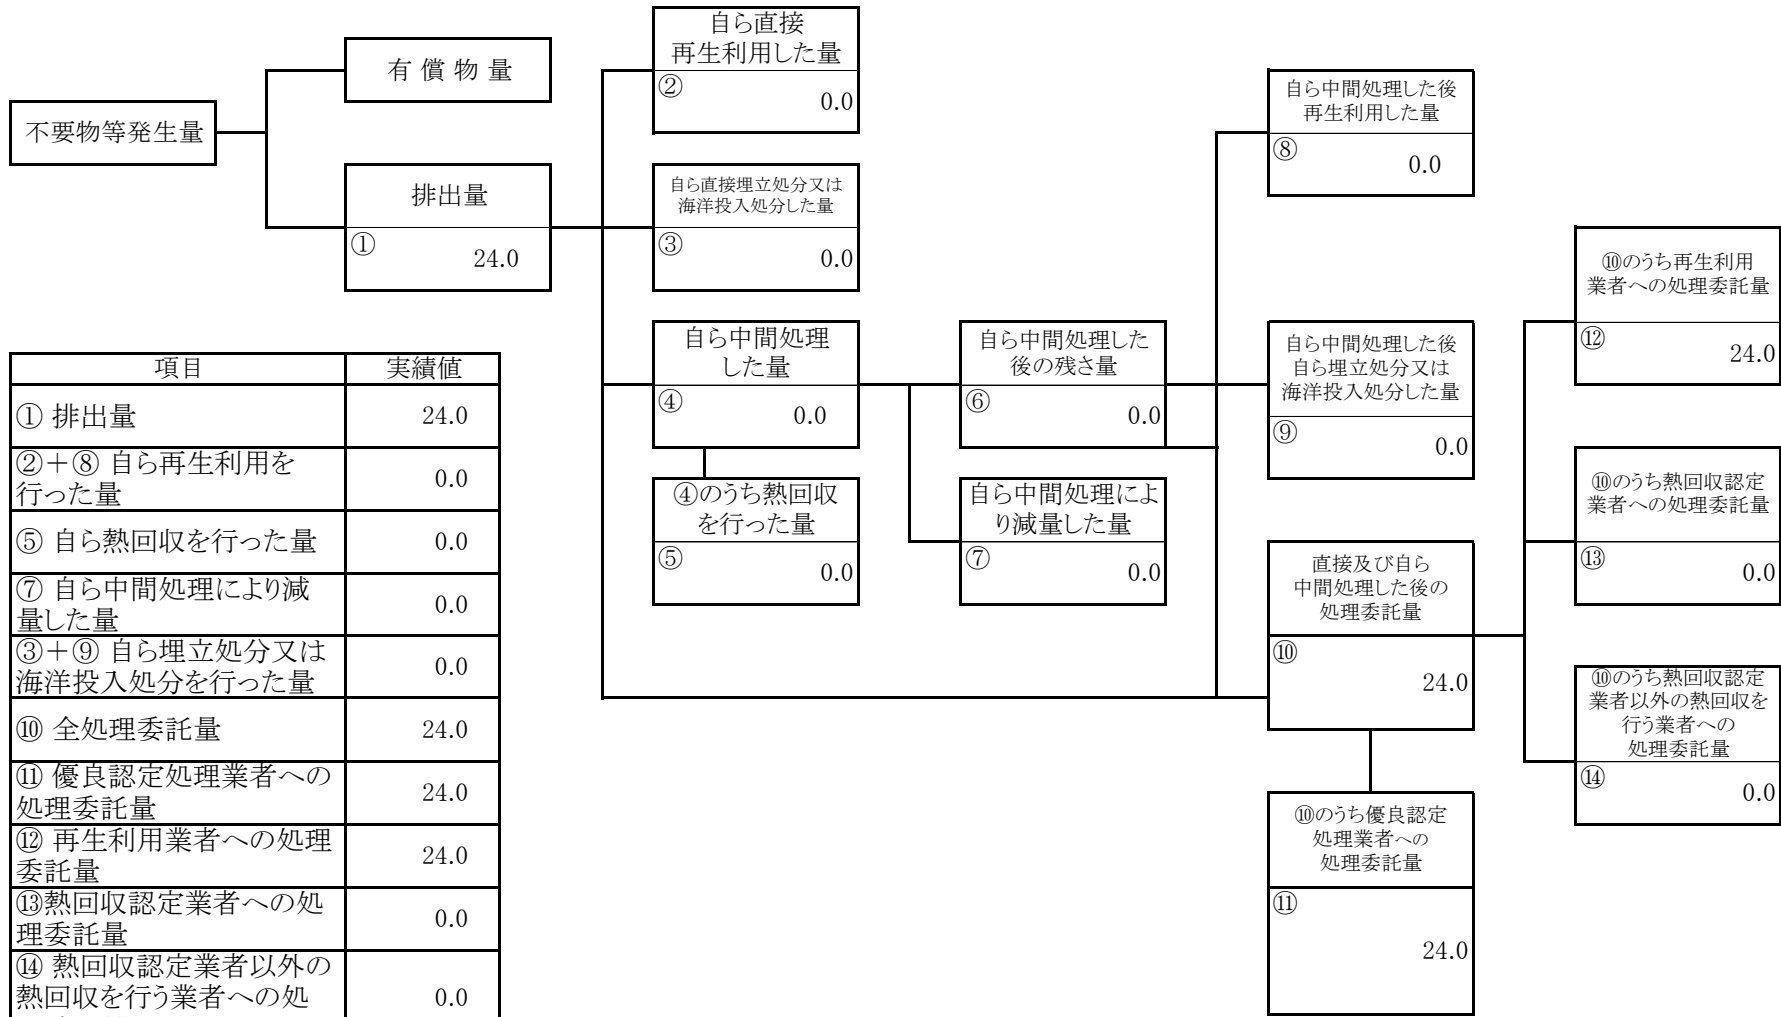 不要物等発生量
有 償 物 量
排出量
①
24.0
自ら直接
再生利用した量
②
0.0
自ら直接埋立処分又は
海洋投入処分した量
③
0.0
自ら中間処理
した量
④
0.0
④のうち熱回収
を行った量
⑤
0.0
自ら中間処理した
後の残さ量
⑥
0.0
自ら中間処理によ
り減量した量
⑦
0.0
自ら中間処理した後
再生利用した量
⑧
0.0
自ら中間処理した後
自ら埋立処分又は
海洋投入処分した量
⑨
0.0
直接及び自ら
中間処理した後の
処理委託量
⑩
24.0
⑩のうち優良認定
処理業者への
処理委託量
⑪
24.0
⑩のうち再生利用
業者への処理委託量
⑫
24.0
⑩のうち熱回収認定
業者への処理委託量
⑬
0.0
⑩のうち熱回収認定
業者以外の熱回収を
行う業者への
処理委託量
⑭
0.0
項目 実績値
① 排出量 24.0
②＋⑧ 自ら再生利用を
行った量 0.0
⑤ 自ら熱回収を行った量 0.0
⑦ 自ら中間処理により減
量した量 0.0
③＋⑨ 自ら埋立処分又は
海洋投入処分を行った量 0.0
⑩ 全処理委託量 24.0
⑪ 優良認定処理業者への
処理委託量 24.0
⑫ 再生利用業者への処理
委託量 24.0
⑬熱回収認定業者への処
理委託量 0.0
⑭ 熱回収認定業者以外の
熱回収を行う業者への処 0.0